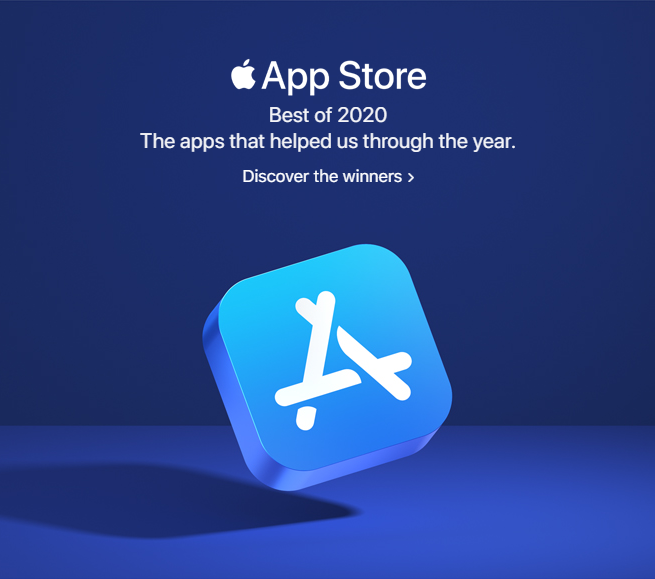 App Store
Best of 2020
The apps that helped us through the year.
Discover the winners ›